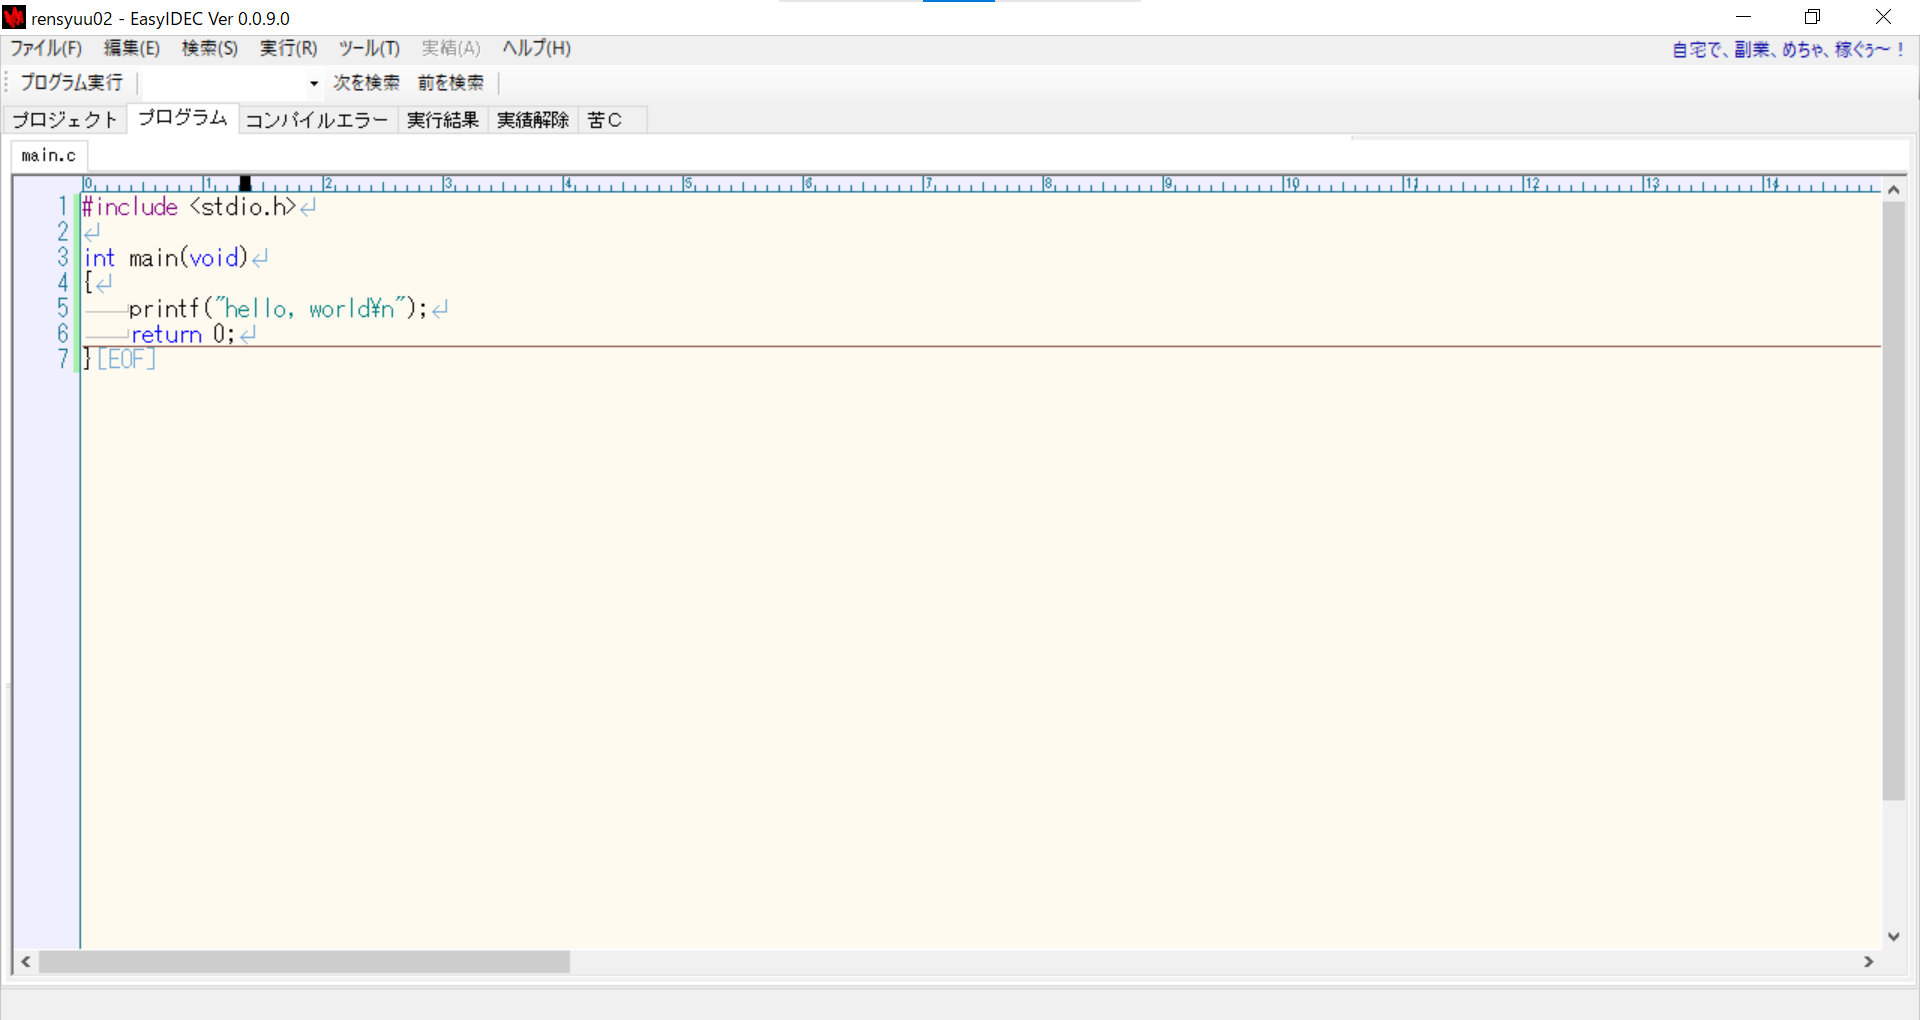 rensyuu02 - EasyIDEC Ver 0.0.9.0
ファイル(F) 編集(E) 検索(S) 実行(R) ツール(T) 実績(A) ヘルプ(H) 自宅で、副業、めちゃ、稼ぐぅ～！
プログラム実行 次を検索 前を検索
プロジェクト プログラム コンパイルエラー 実行結果 実績解除 苦C
main.c
0 1 2 3 4 5 6 7 8 9 10 11 12 13 14
1 #include <stdio.h>↵
2 ↵
3 int main(void)↵
4 {↵
5 printf("hello, world¥n");↵
6 return 0;↵
7 }[EOF]